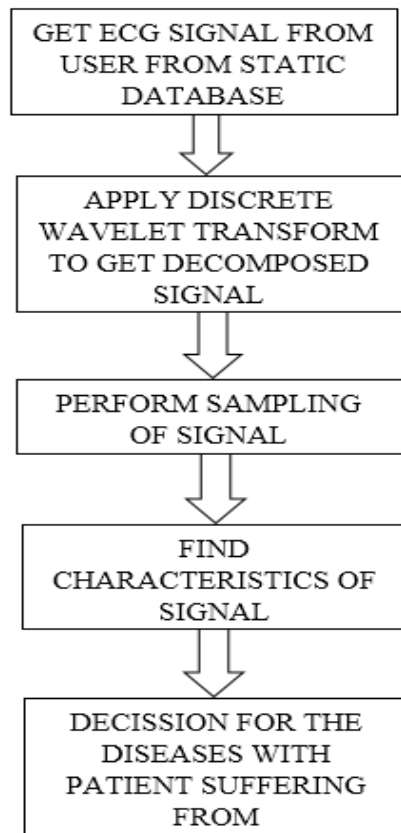 GET ECG SIGNAL FROM
USER FROM STATIC
DATABASE
APPLY DISCRETE
WAVELET TRANSFORM
TO GET DECOMPOSED
SIGNAL
PERFORM SAMPLING
OF SIGNAL
FIND
CHARACTERISTICS OF
SIGNAL
DECISSION FOR THE
DISEASES WITH
PATIENT SUFFERING
FROM